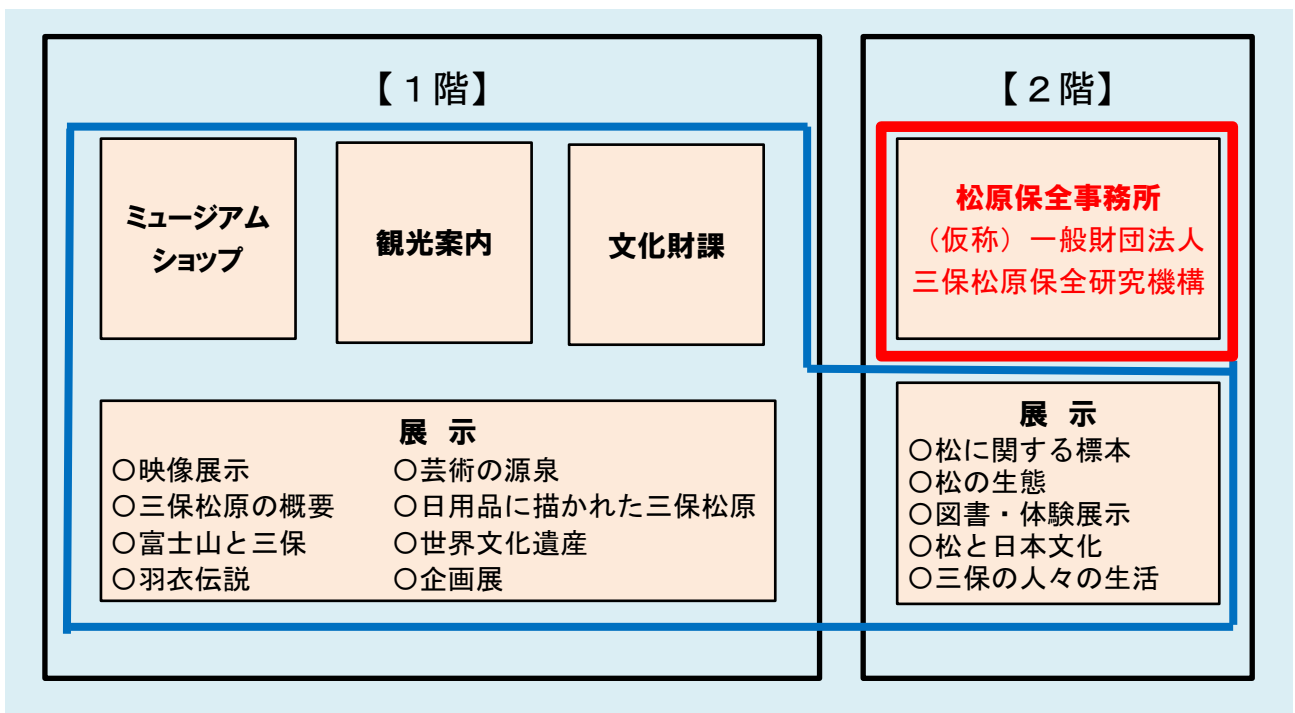 【１階】
ミュージアム
ショップ
観光案内
文化財課
展 示
〇映像展示
〇三保松原の概要
〇富士山と三保
〇羽衣伝説
〇芸術の源泉
〇日用品に描かれた三保松原
〇世界文化遺産
〇企画展
【２階】
松原保全事務所
（仮称）一般財団法人
三保松原保全研究機構
展 示
〇松に関する標本
〇松の生態
〇図書・体験展示
〇松と日本文化
〇三保の人々の生活